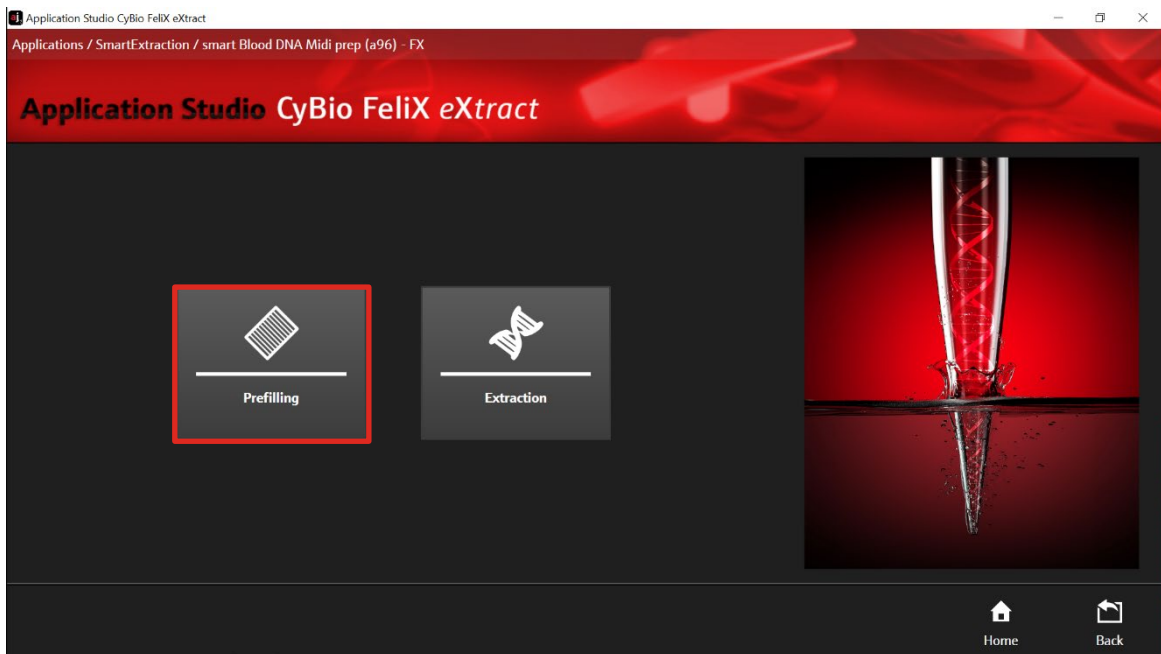 Application Studio CyBio FeliX eXtract
Applications / SmartExtraction / smart Blood DNA Midi prep (a96) - FX
Application Studio CyBio FeliX eXtract
Prefilling
Extraction
Home
Back